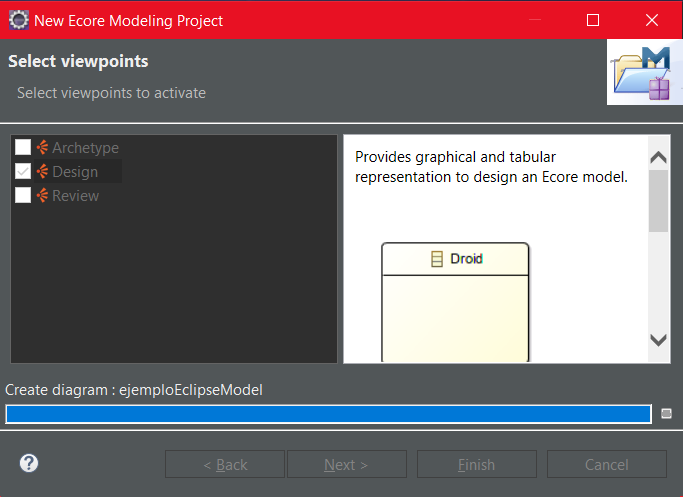 New Ecore Modeling Project
Select viewpoints
Select viewpoints to activate
Archetype
Design
Review
Provides graphical and tabular
representation to design an Ecore model.
Droid
Create diagram : ejemploEclipseModel
?
< Back
Next >
Finish
Cancel